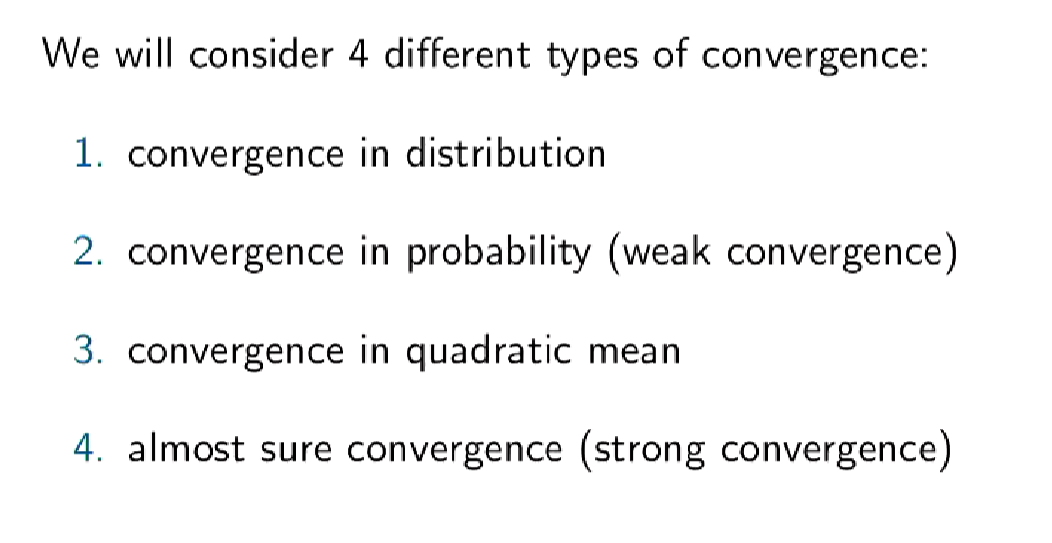 We will consider 4 different types of convergence:
1. convergence in distribution
2. convergence in probability (weak convergence)
3. convergence in quadratic mean
4. almost sure convergence (strong convergence)